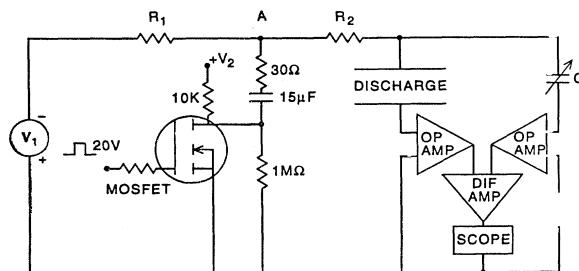 R1
A
R2
+V2
30Ω
10K
15μF
DISCHARGE
C
V1
20V
OP AMP
OP AMP
MOSFET
1MΩ
DIF AMP
SCOPE